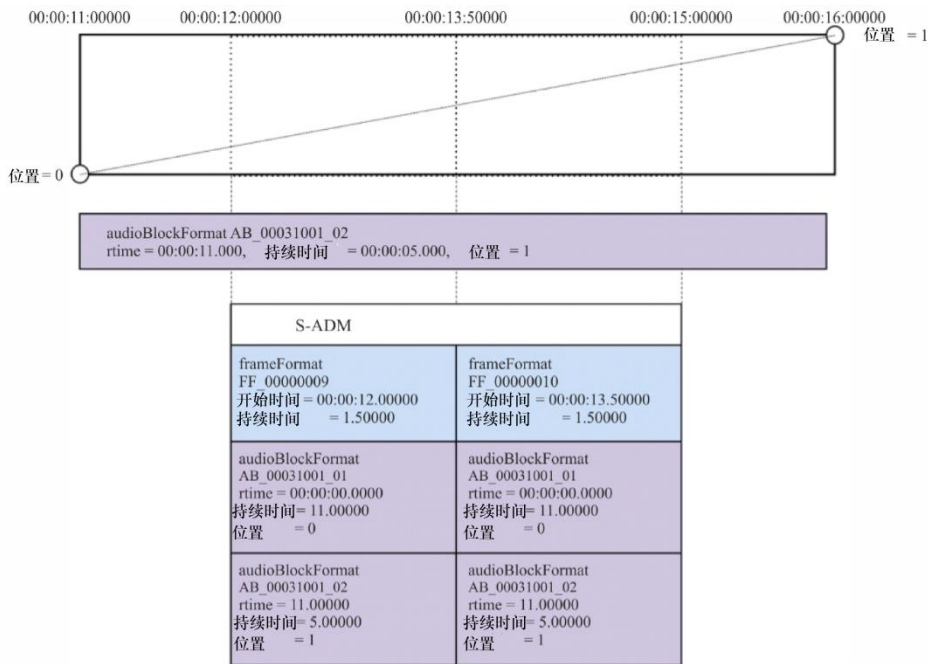 00:00:11:00000 00:00:12:00000 00:00:13:50000 00:00:15:00000 00:00:16:00000
位置 = 1
位置 = 0
audioBlockFormat AB_00031001_02
rtime = 00:00:11.000, 持续时间 = 00:00:05.000, 位置 = 1
S-ADM
frameFormat
FF_00000009
开始时间 = 00:00:12.00000
持续时间 = 1.50000
frameFormat
FF_00000010
开始时间 = 00:00:13.50000
持续时间 = 1.50000
audioBlockFormat
AB_00031001_01
rtime = 00:00:00.0000
持续时间= 11.00000
位置 = 0
audioBlockFormat
AB_00031001_01
rtime = 00:00:00.0000
持续时间= 11.00000
位置 = 0
audioBlockFormat
AB_00031001_02
rtime = 11.00000
持续时间= 5.00000
位置 = 1
audioBlockFormat
AB_00031001_02
rtime = 11.00000
持续时间= 5.00000
位置 = 1